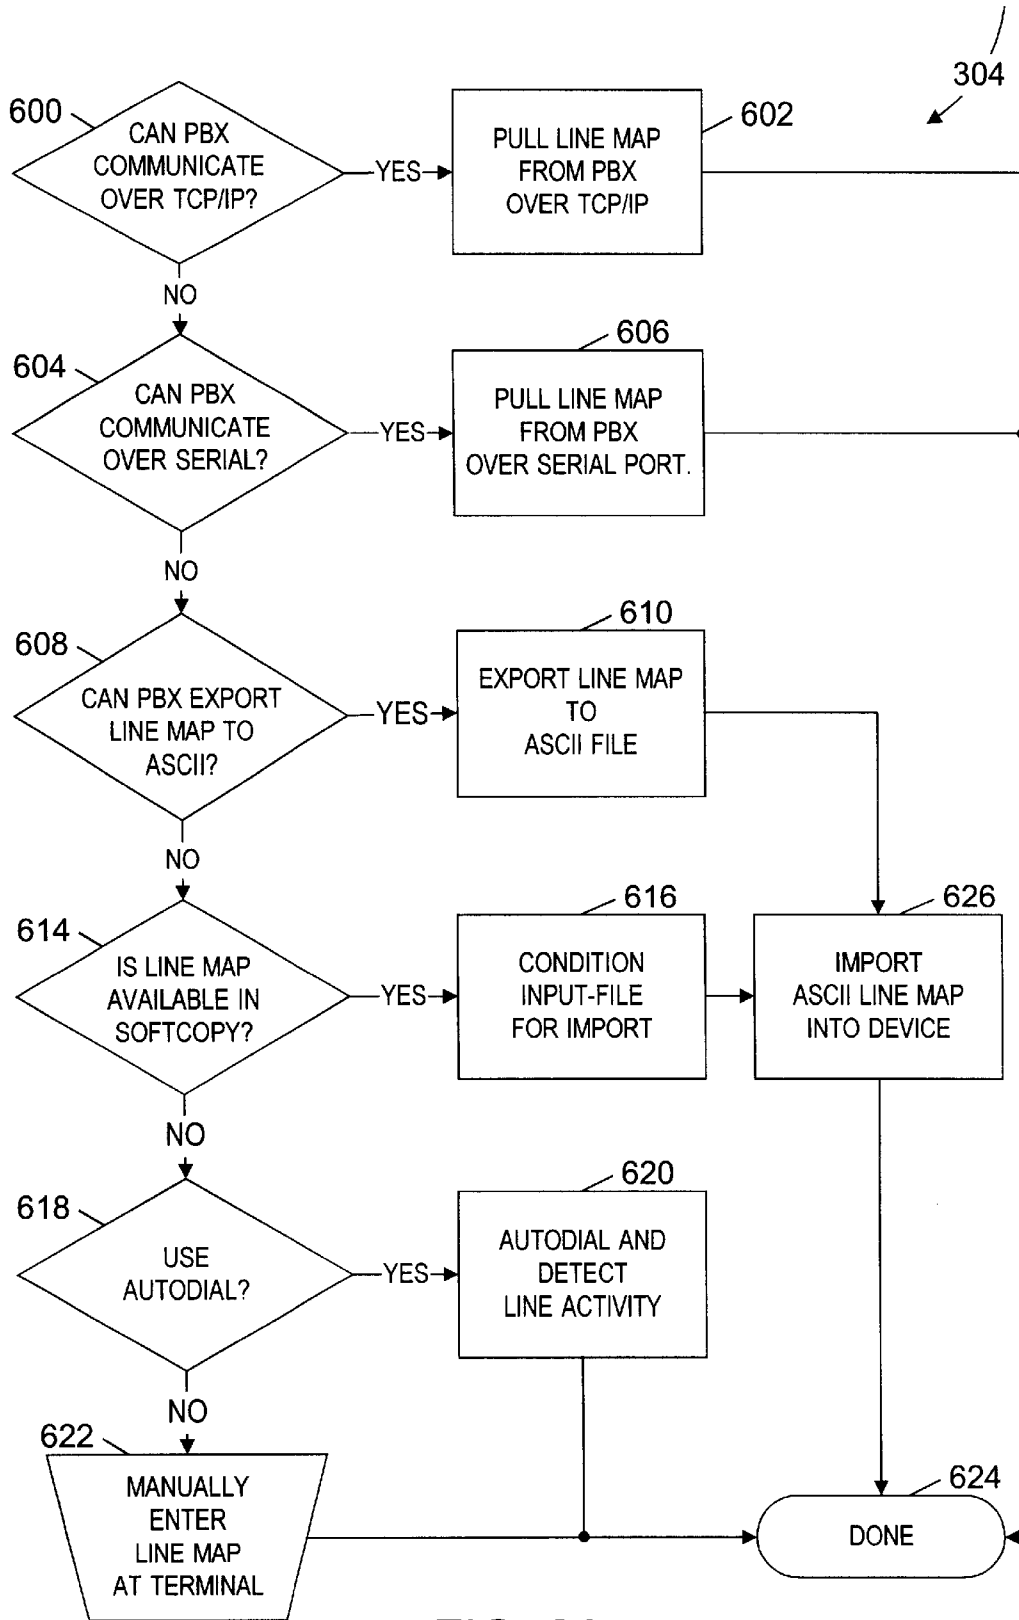 304
600
CAN PBX
COMMUNICATE
OVER TCP/IP?
YES
602
PULL LINE MAP
FROM PBX
OVER TCP/IP
NO
604
CAN PBX
COMMUNICATE
OVER SERIAL?
YES
606
PULL LINE MAP
FROM PBX
OVER SERIAL PORT.
NO
608
CAN PBX EXPORT
LINE MAP TO
ASCII?
YES
610
EXPORT LINE MAP
TO
ASCII FILE
NO
614
IS LINE MAP
AVAILABLE IN
SOFTCOPY?
YES
616
CONDITION
INPUT-FILE
FOR IMPORT
626
IMPORT
ASCII LINE MAP
INTO DEVICE
NO
618
USE
AUTODIAL?
YES
620
AUTODIAL AND
DETECT
LINE ACTIVITY
NO
622
MANUALLY
ENTER
LINE MAP
AT TERMINAL
624
DONE